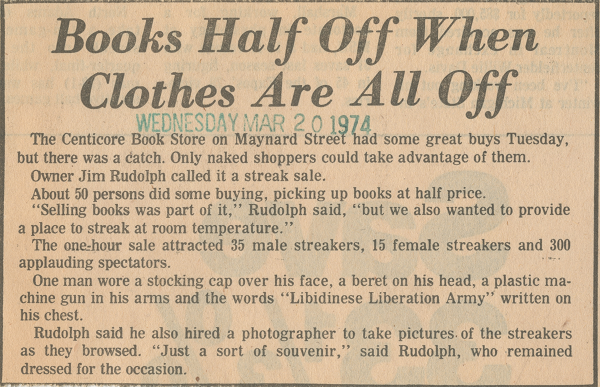 Books Half Off When
Clothes Are All Off
WEDNESDAY MAR 20 1974
The Centicore Book Store on Maynard Street had some great buys Tuesday,
but there was a catch. Only naked shoppers could take advantage of them.
Owner Jim Rudolph called it a streak sale.
About 50 persons did some buying, picking up books at half price.
“Selling books was part of it,” Rudolph said, “but we also wanted to provide
a place to streak at room temperature.”
The one-hour sale attracted 35 male streakers, 15 female streakers and 300
applauding spectators.
One man wore a stocking cap over his face, a beret on his head, a plastic ma-
chine gun in his arms and the words “Libidinese Liberation Army” written on
his chest.
Rudolph said he also hired a photographer to take pictures of the streakers
as they browsed. “Just a sort of souvenir,” said Rudolph, who remained
dressed for the occasion.